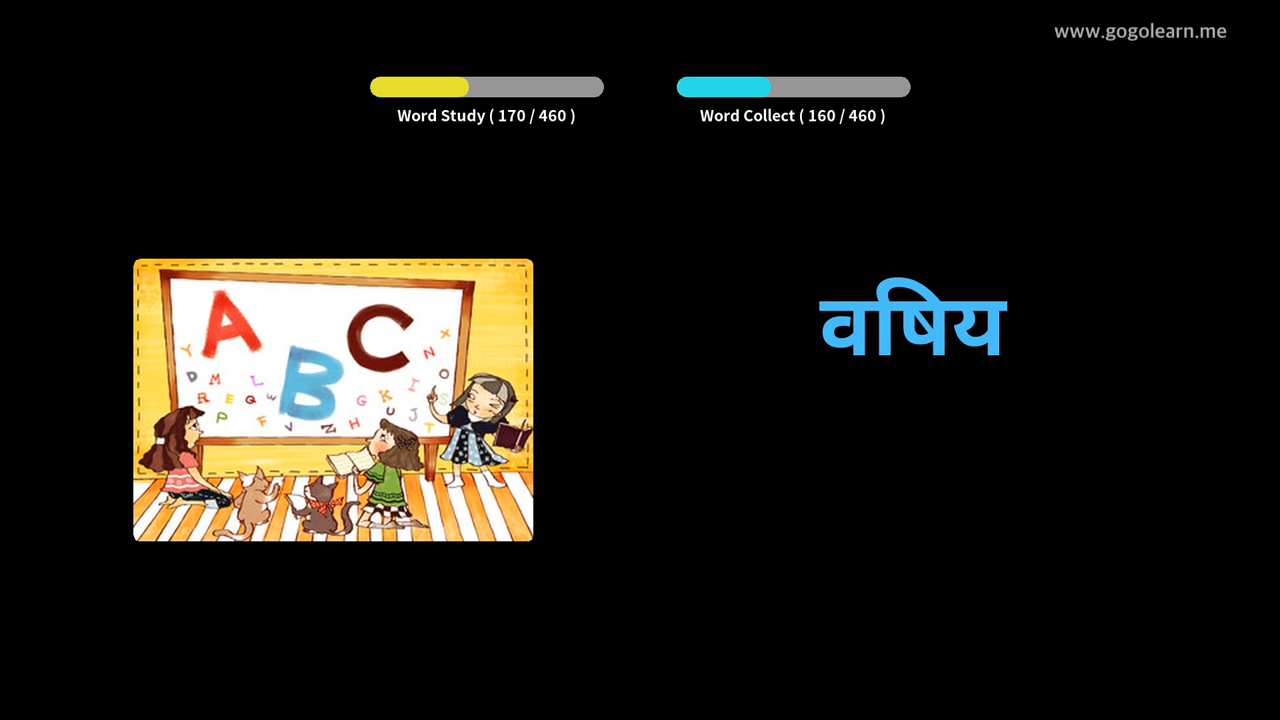 www.gogolearn.me
Word Study ( 170 / 460 )
Word Collect ( 160 / 460 )
वषिय
A B C
X
Y N
D M L I O
R E Q W G K S
P F V Z H U J T